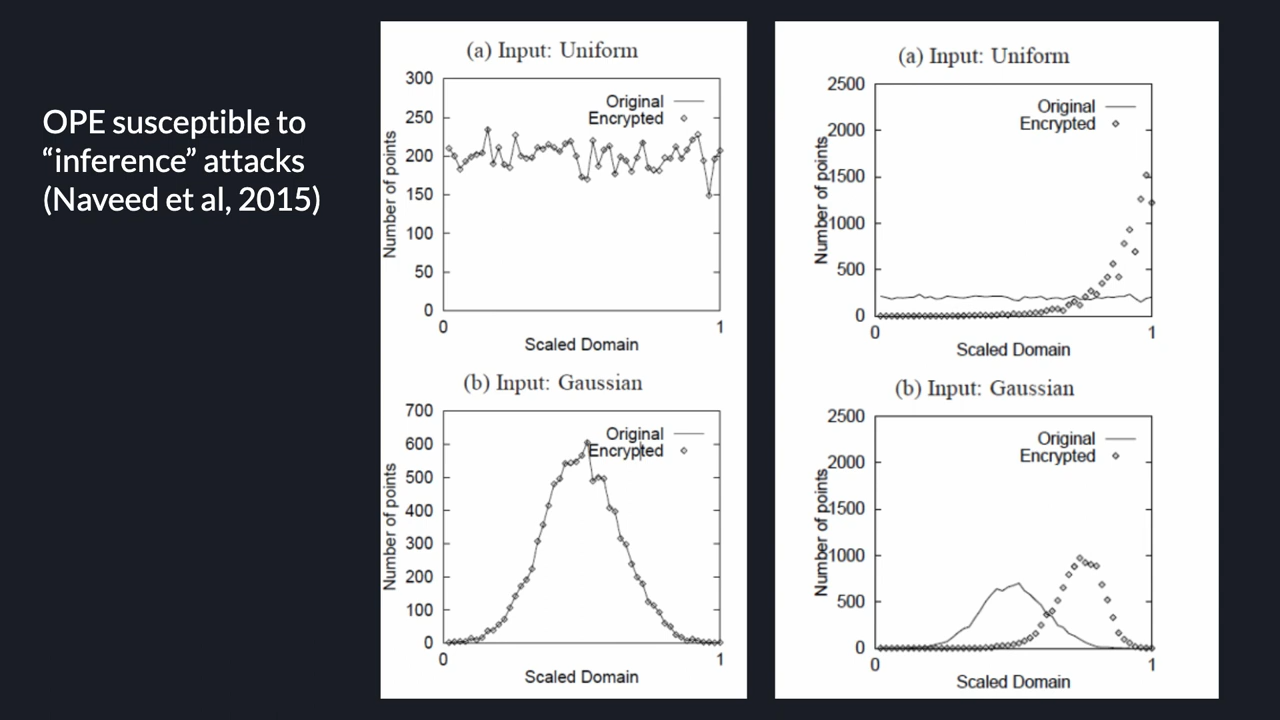 OPE susceptible to
“inference” attacks
(Naveed et al, 2015)
(a) Input: Uniform
300
250
200
150
100
50
0
Number of points
Original
Encrypted
0
1
Scaled Domain
(b) Input: Gaussian
700
600
500
400
300
200
100
0
Number of points
Original
Encrypted
0
1
Scaled Domain
(a) Input: Uniform
2500
2000
1500
1000
500
0
Number of points
Original
Encrypted
0
1
Scaled Domain
(b) Input: Gaussian
2500
2000
1500
1000
500
0
Number of points
Original
Encrypted
0
1
Scaled Domain